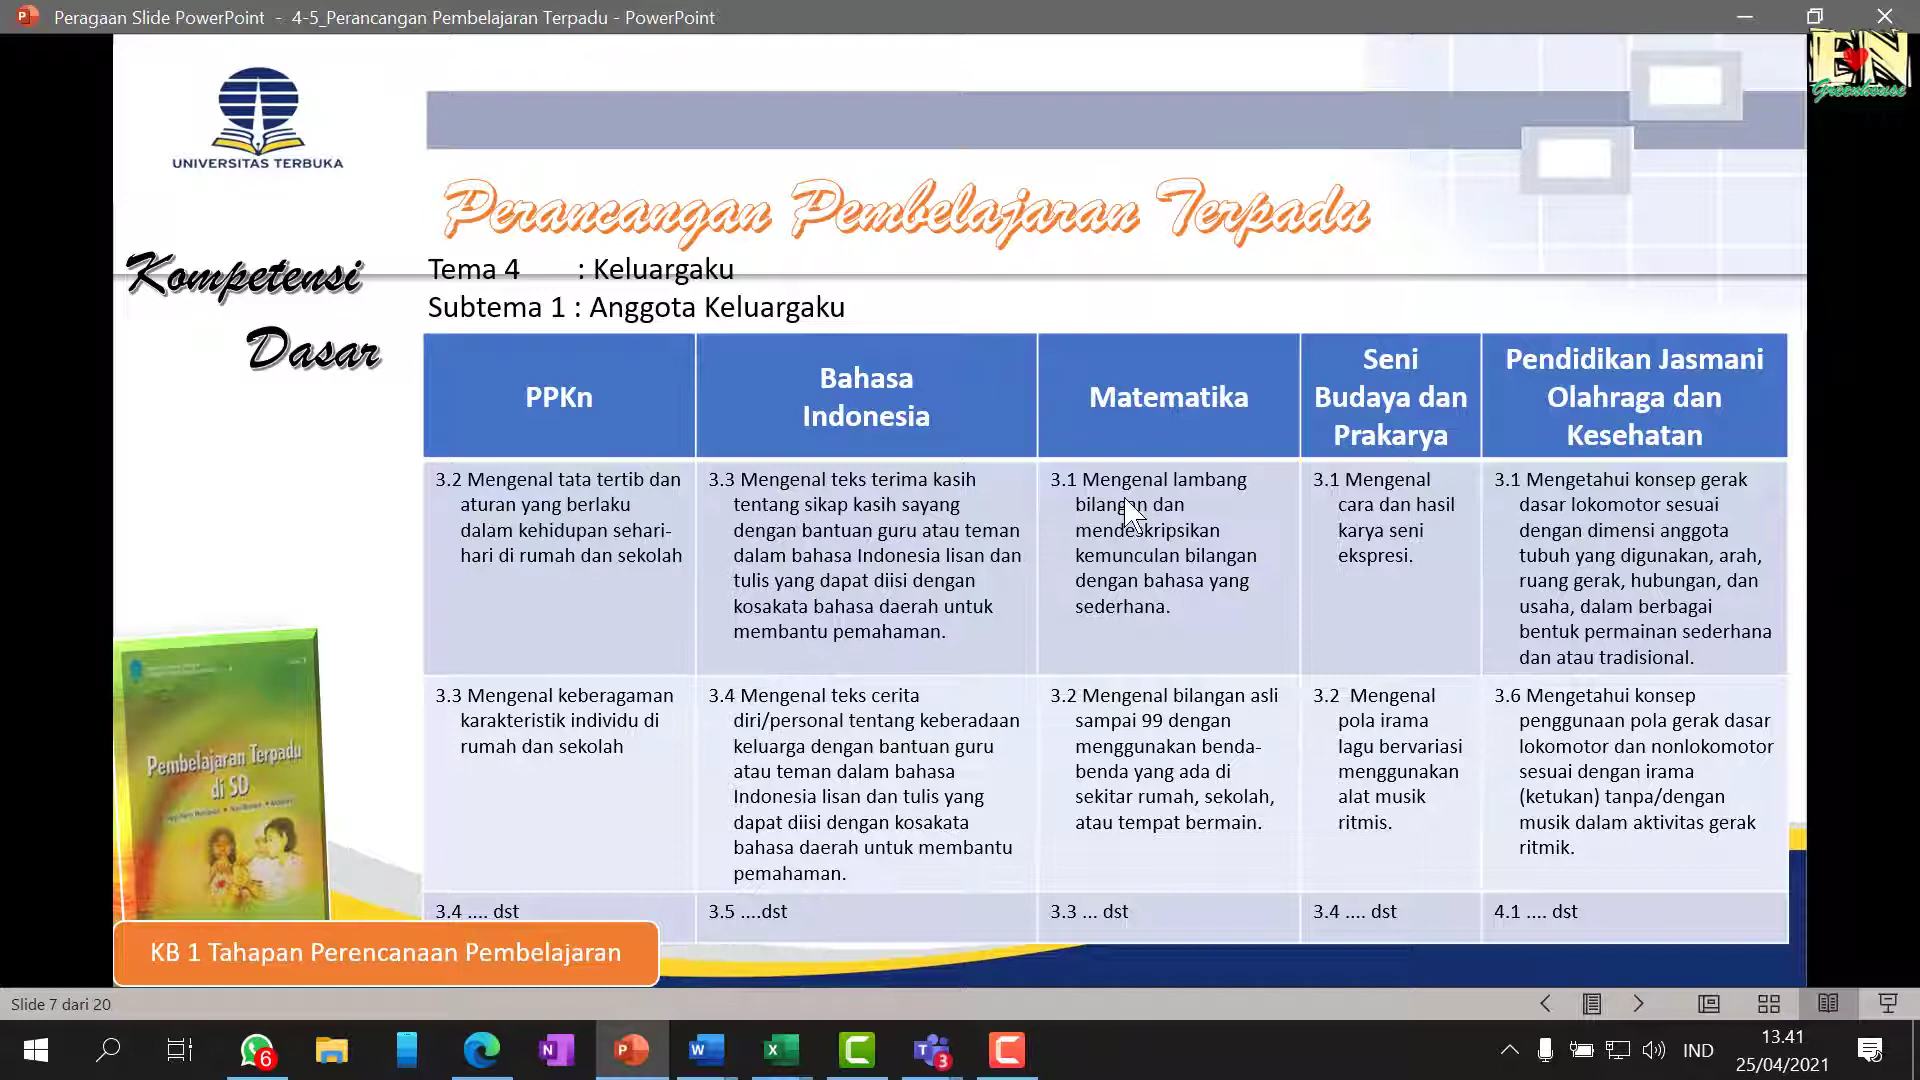 Peragaan Slide PowerPoint - 4-5_Perancangan Pembelajaran Terpadu - PowerPoint
EN
Greenhouse
UNIVERSITAS TERBUKA
Perancangan Pembelajaran Terpadu
Kompetensi
Dasar
Tema 4 : Keluargaku
Subtema 1 : Anggota Keluargaku
PPKn
Bahasa
Indonesia
Matematika
Seni
Budaya dan
Prakarya
Pendidikan Jasmani
Olahraga dan
Kesehatan
3.2 Mengenal tata tertib dan
aturan yang berlaku
dalam kehidupan sehari-
hari di rumah dan sekolah
3.3 Mengenal teks terima kasih
tentang sikap kasih sayang
dengan bantuan guru atau teman
dalam bahasa Indonesia lisan dan
tulis yang dapat diisi dengan
kosakata bahasa daerah untuk
membantu pemahaman.
3.1 Mengenal lambang
bilangan dan
mendeskripsikan
kemunculan bilangan
dengan bahasa yang
sederhana.
3.1 Mengenal
cara dan hasil
karya seni
ekspresi.
3.1 Mengetahui konsep gerak
dasar lokomotor sesuai
dengan dimensi anggota
tubuh yang digunakan, arah,
ruang gerak, hubungan, dan
usaha, dalam berbagai
bentuk permainan sederhana
dan atau tradisional.
3.3 Mengenal keberagaman
karakteristik individu di
rumah dan sekolah
3.4 Mengenal teks cerita
diri/personal tentang keberadaan
keluarga dengan bantuan guru
atau teman dalam bahasa
Indonesia lisan dan tulis yang
dapat diisi dengan kosakata
bahasa daerah untuk membantu
pemahaman.
3.2 Mengenal bilangan asli
sampai 99 dengan
menggunakan benda-
benda yang ada di
sekitar rumah, sekolah,
atau tempat bermain.
3.2 Mengenal
pola irama
lagu bervariasi
menggunakan
alat musik
ritmis.
3.6 Mengetahui konsep
penggunaan pola gerak dasar
lokomotor dan nonlokomotor
sesuai dengan irama
(ketukan) tanpa/dengan
musik dalam aktivitas gerak
ritmik.
3.4 .... dst
3.5 ....dst
3.3 ... dst
3.4 .... dst
4.1 .... dst
Pembelajaran Terpadu
di SD
KB 1 Tahapan Perencanaan Pembelajaran
Slide 7 dari 20
6
3
IND
13.41
25/04/2021